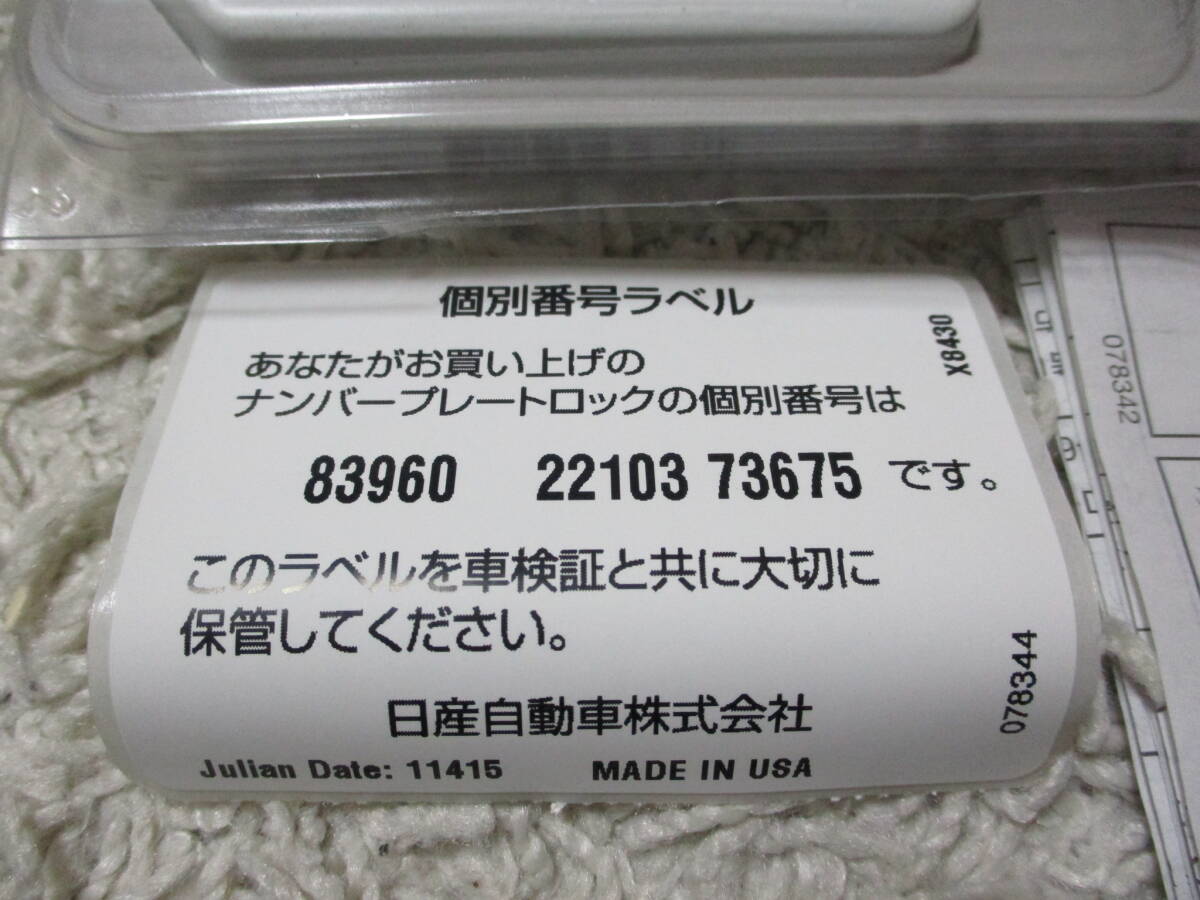 個別番号ラベル
X8430
あなたがお買い上げの
ナンバープレートロックの個別番号は
83960 22103 73675 です。
このラベルを車検証と共に大切に
保管してください。
日産自動車株式会社
078344
Julian Date: 11415 MADE IN USA
078342